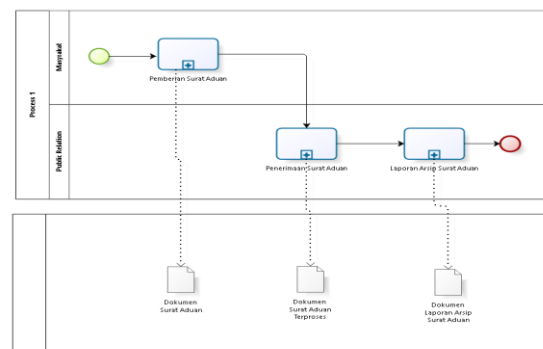 Process 1
Masyrakat
Pemberian Surat Aduan
Public Relation
Penerimaan Surat Aduan
Laporan Arsip Surat Aduan
Dokumen
Surat Aduan
Dokumen
Surat Aduan
Terproses
Dokumen
Laporan Arsip
Surat Aduan